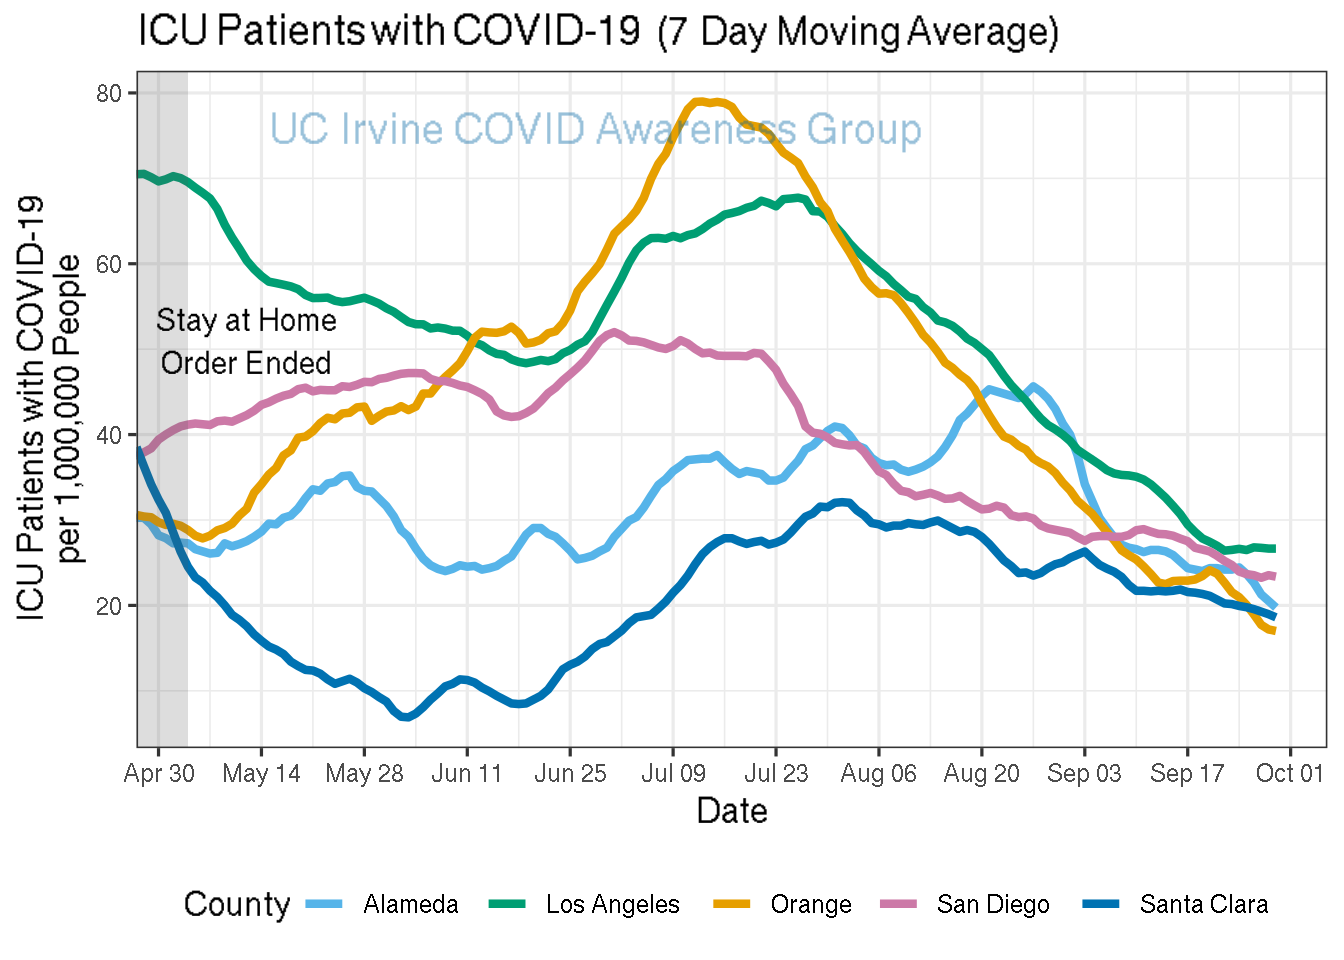 ICU Patients with COVID-19 (7 Day Moving Average)
UC Irvine COVID Awareness Group
Stay at Home
Order Ended
ICU Patients with COVID-19
per 1,000,000 People
80
60
40
20
Apr 30 May 14 May 28 Jun 11 Jun 25 Jul 09 Jul 23 Aug 06 Aug 20 Sep 03 Sep 17 Oct 01
Date
County Alameda Los Angeles Orange San Diego Santa Clara